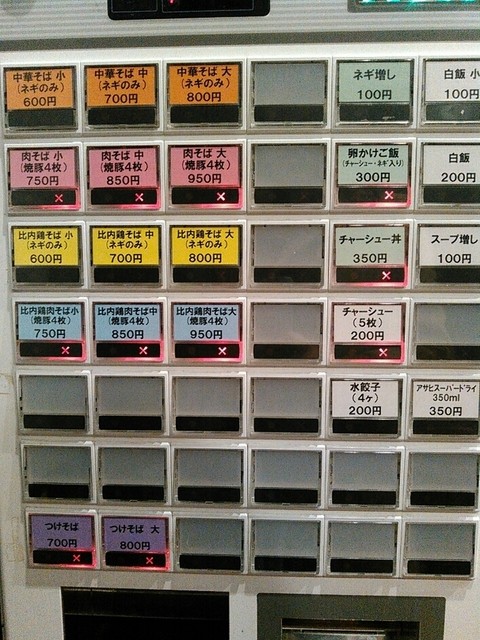 中華そば 小
(ネギのみ)
600円
中華そば 中
(ネギのみ)
700円
中華そば 大
(ネギのみ)
800円
ネギ増し
100円
白飯 小
100円
肉そば 小
(焼豚4枚)
750円
肉そば 中
(焼豚4枚)
850円
肉そば 大
(焼豚4枚)
950円
卵かけご飯
(チャーシュー・ネギ入り)
300円
白飯
200円
比内鶏そば 小
(ネギのみ)
600円
比内鶏そば 中
(ネギのみ)
700円
比内鶏そば 大
(ネギのみ)
800円
チャーシュー丼
350円
スープ増し
100円
比内鶏肉そば小
(焼豚4枚)
750円
比内鶏肉そば中
(焼豚4枚)
850円
比内鶏肉そば大
(焼豚4枚)
950円
チャーシュー
(5枚)
200円
水餃子
(4ヶ)
200円
アサヒスーパードライ
350ml
350円
つけそば
700円
つけそば 大
800円